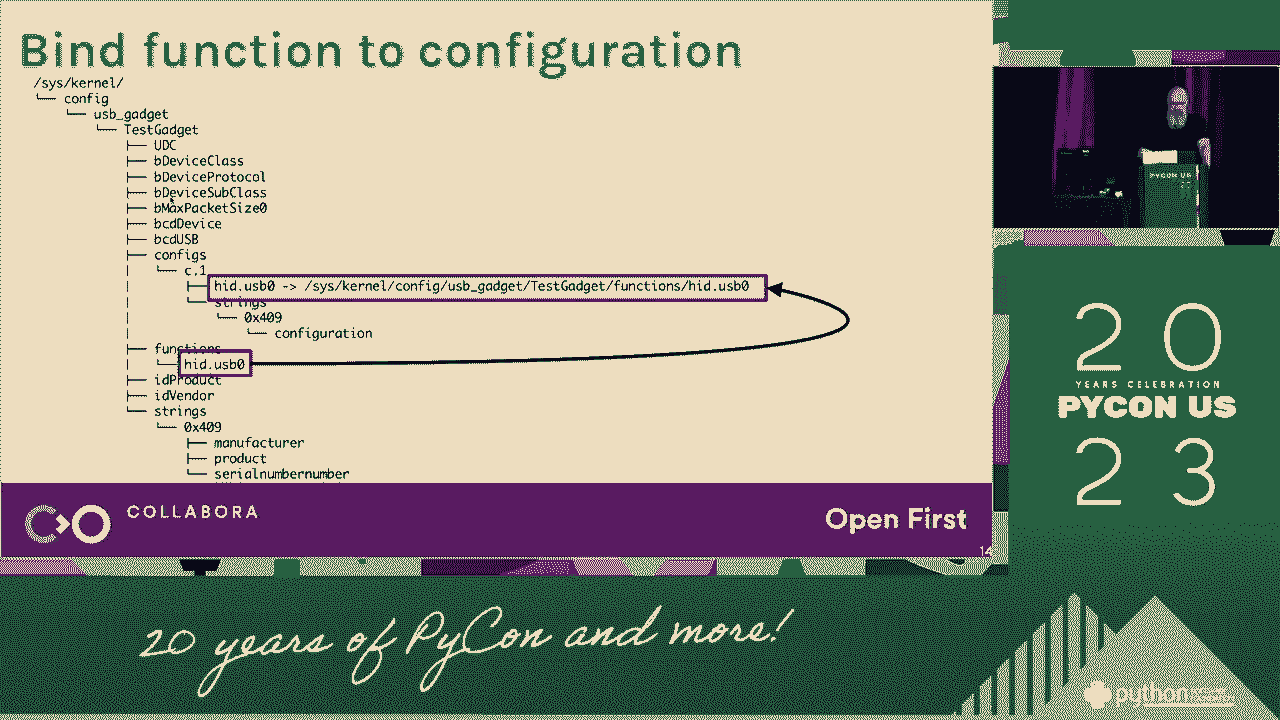 Bind function to configuration
/sys/kernel/
└── config
└── usb_gadget
└── TestGadget
├── UDC
├── bDeviceClass
├── bDeviceProtocol
├── bDeviceSubClass
├── bMaxPacketSize0
├── bcdDevice
├── bcdUSB
├── configs
│ └── c.1
│ ├── hid.usb0 -> /sys/kernel/config/usb_gadget/TestGadget/functions/hid.usb0
│ └── strings
│ └── 0x409
│ └── configuration
├── functions
│ └── hid.usb0
├── idProduct
├── idVendor
└── strings
└── 0x409
├── manufacturer
├── product
└── serialnumbernumber
COLLABORA
Open First
14
PYCON US
20
YEARS CELEBRATION
PYCON US
23
20 years of PyCon and more!
python